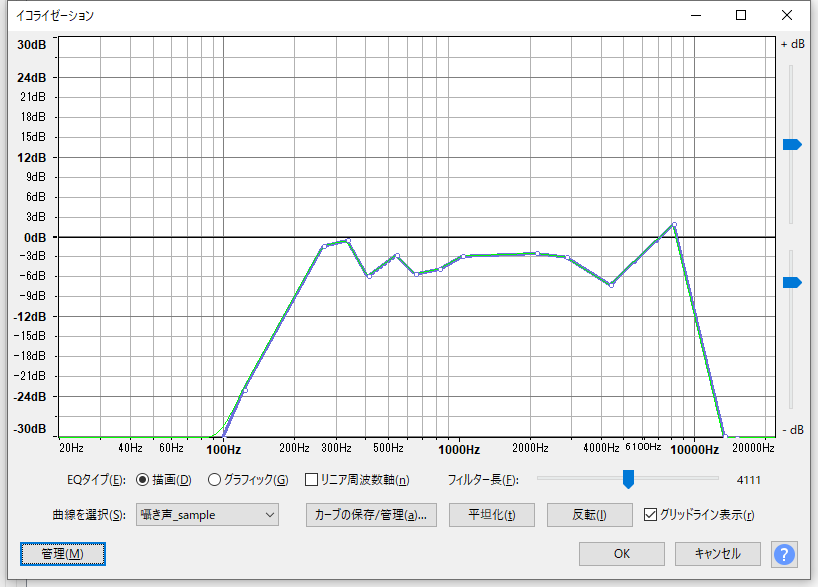 イコライゼーション
+ dB
30dB
24dB
21dB
18dB
15dB
12dB
9dB
6dB
3dB
0dB
-3dB
-6dB
-9dB
-12dB
-15dB
-18dB
-21dB
-24dB
-30dB
- dB
20Hz 40Hz 60Hz 100Hz 200Hz 300Hz 500Hz 1000Hz 2000Hz 4000Hz 6100Hz 10000Hz 20000Hz
EQタイプ(E): 描画(D) グラフィック(G) リニア周波数軸(n) フィルター長(F): 4111
曲線を選択(S): 囁き声_sample カーブの保存/管理(a)... 平坦化(t) 反転(I) グリッドライン表示(r)
管理(M) OK キャンセル ?